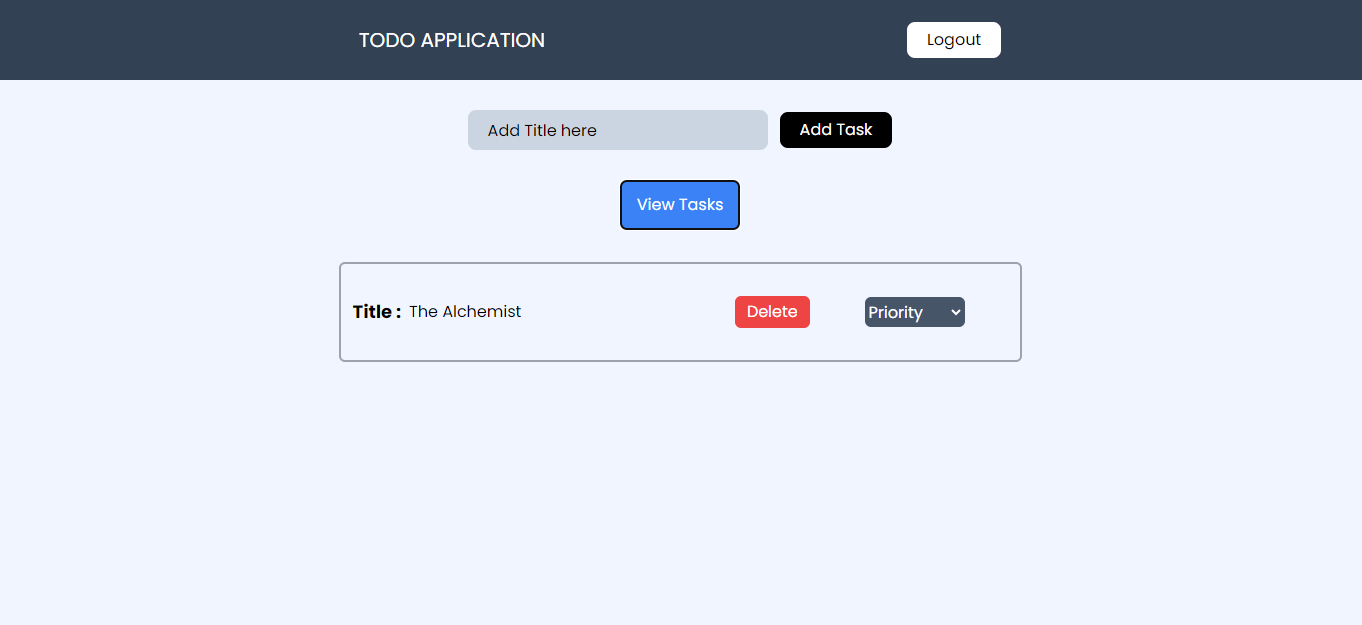 TODO APPLICATION Logout
Add Title here Add Task
View Tasks
Title : The Alchemist Delete Priority